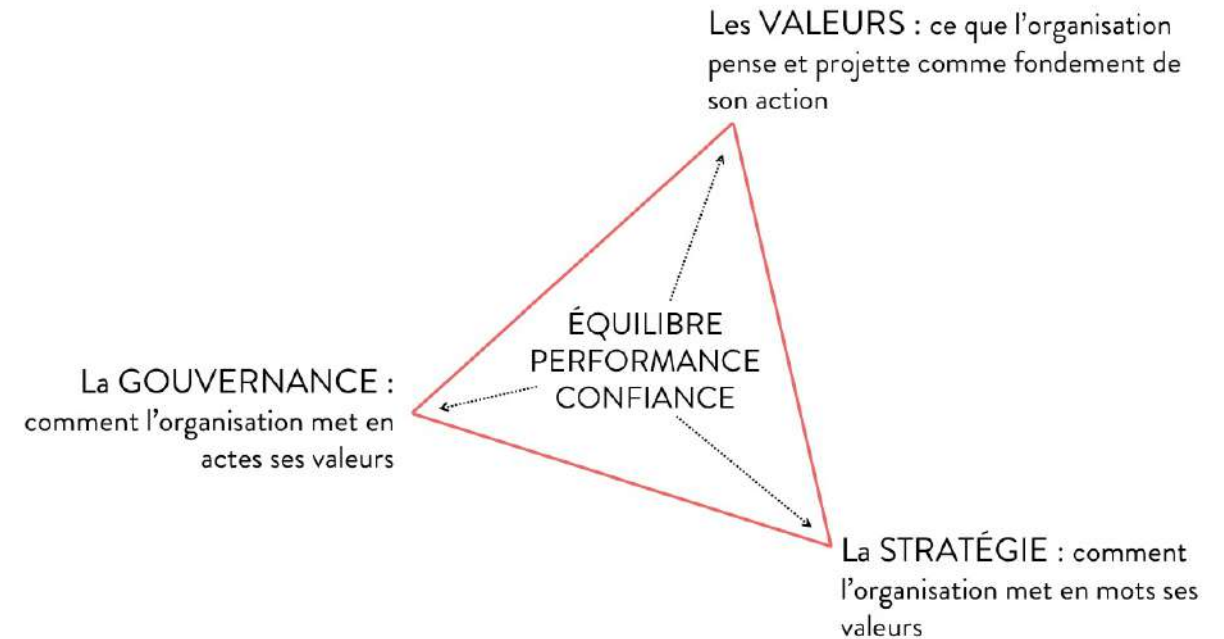 Les VALEURS : ce que l'organisation
pense et projette comme fondement de
son action
ÉQUILIBRE
PERFORMANCE
CONFIANCE
La GOUVERNANCE :
comment l'organisation met en
actes ses valeurs
La STRATÉGIE : comment
l'organisation met en mots ses
valeurs